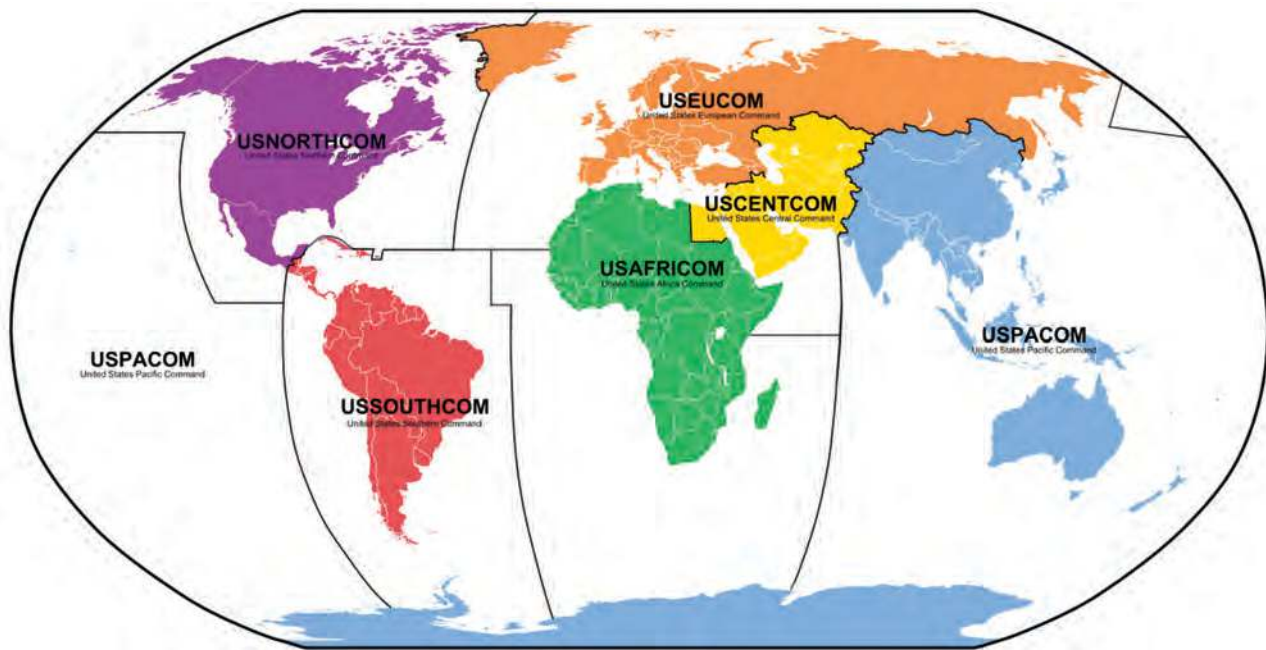 USEUCOM
United States European Command
USNORTHCOM
United States Northern Command
USCENTCOM
United States Central Command
USAFRICOM
United States Africa Command
USPACOM
United States Pacific Command
USPACOM
United States Pacific Command
USSOUTHCOM
United States Southern Command